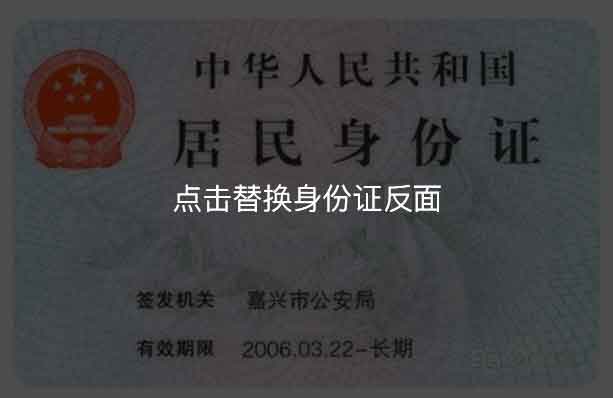 中华人民共和国
居民身份证
点击替换身份证反面
签发机关 嘉兴市公安局
有效期限 2006.03.22-长期